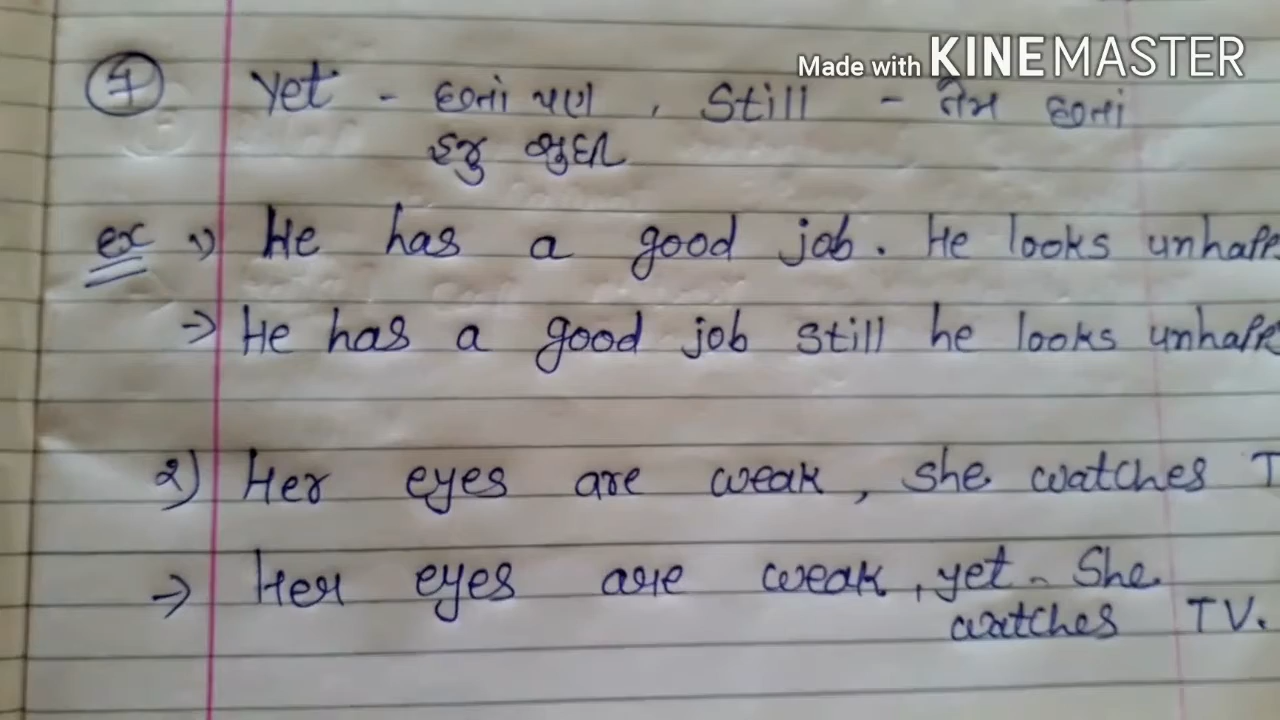 Made with KINEMASTER
7 Yet - છતાં પણ , Still - તેમ છતાં
હજુ સુધી
ex 1) He has a good job. He looks unhapp
→ He has a good job still he looks unhapp
2) Her eyes are weak, She watches T
→ Her eyes are weak, yet - She
watches TV.